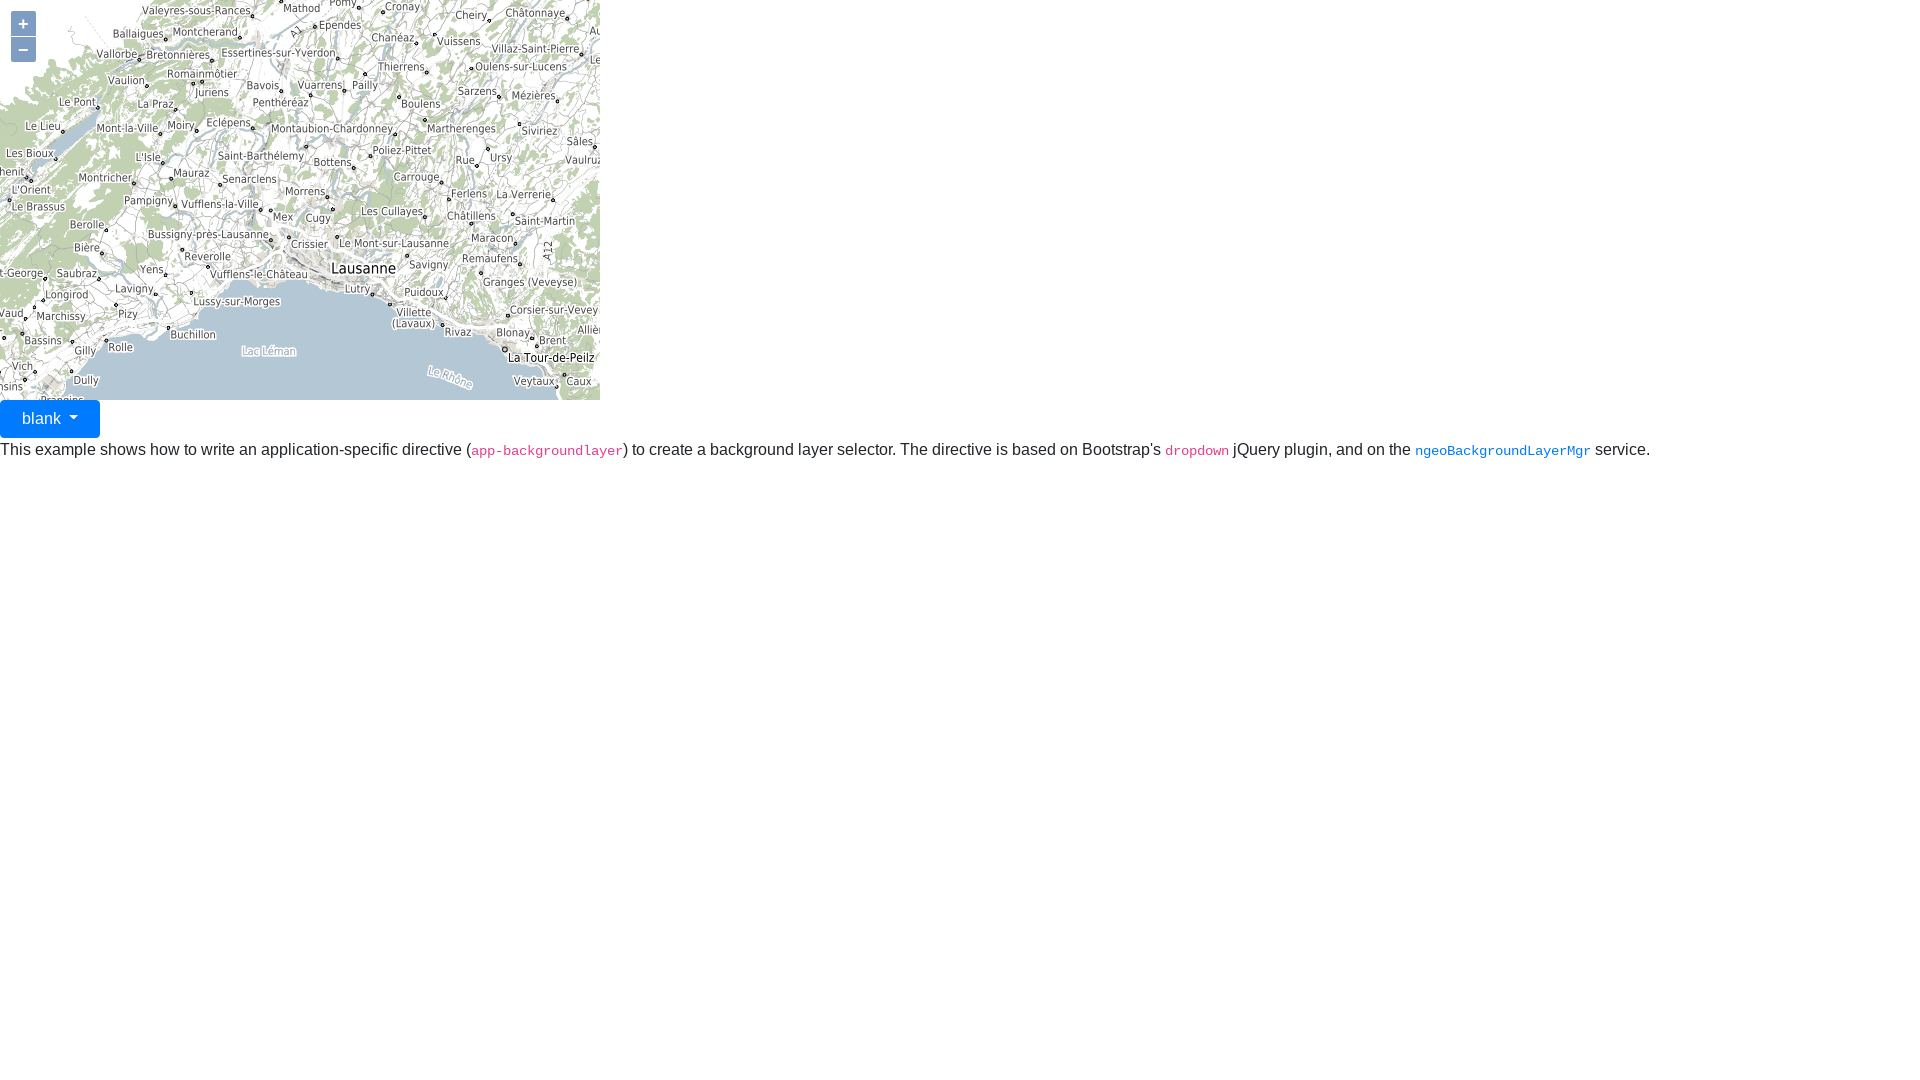 +
−
Valeyres-sous-Rances
Mathod
Pomy
Cronay
Cheiry
Châtonnaye
Ballaigues
Montcherand
A1
Ependes
Chanéaz
Vuissens
Villaz-Saint-Pierre
Vallorbe
Bretonnières
Essertines-sur-Yverdon
Romainmôtier
Thierrens
Oulens-sur-Lucens
Vaulion
Juriens
Bavois
Vuarrens
Pailly
Sarzens
Mézières
Le Pont
La Praz
Penthéréaz
Boulens
Le Lieu
Mont-la-Ville
Moiry
Eclépens
Montaubion-Chardonney
Martherenges
Siviriez
Sâles
Les Bioux
L'Isle
Saint-Barthélemy
Bottens
Poliez-Pittet
Rue
Ursy
Vaulruz
henit
Montricher
Mauraz
Senarclens
Carrouge
L'Orient
Morrens
Ferlens
La Verrerie
Le Brassus
Pampigny
Vufflens-la-Ville
Mex
Cugy
Les Cullayes
Châtillens
Saint-Martin
Berolle
Bussigny-près-Lausanne
Crissier
Le Mont-sur-Lausanne
Maracon
A12
Bière
Reverolle
Savigny
Remaufens
t-George
Saubraz
Yens
Vufflens-le-Château
Lausanne
Granges (Veveyse)
Longirod
Lavigny
Lussy-sur-Morges
Lutry
Puidoux
Vaud
Marchissy
Pizy
Villette
(Lavaux)
Corsier-sur-Vevey
Bassins
Buchillon
Rivaz
Blonay
Brent
Alliè
Gilly
Rolle
Lac Léman
La Tour-de-Peilz
Vich
Dully
Le Rhône
Veytaux
Caux
nsins
Prangins
blank
This example shows how to write an application-specific directive (app-backgroundlayer) to create a background layer selector. The directive is based on Bootstrap's dropdown jQuery plugin, and on the ngeoBackgroundLayerMgr service.